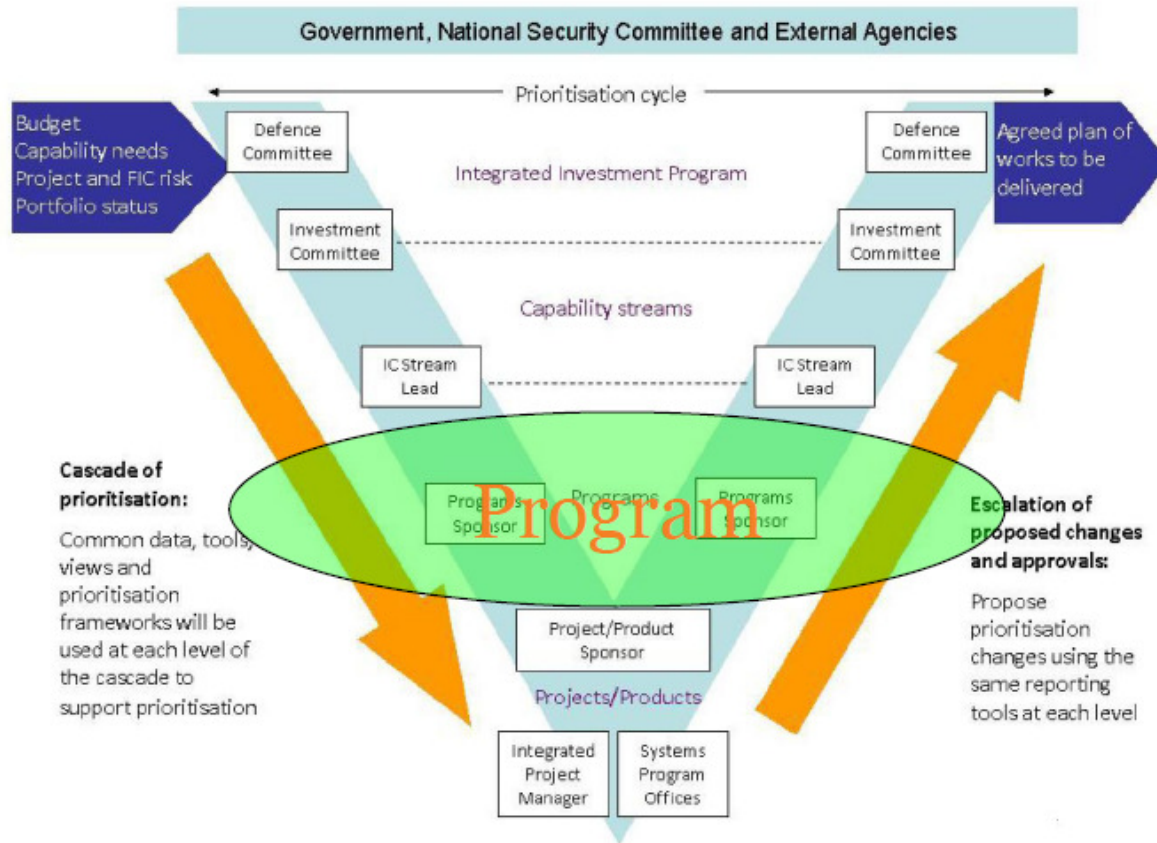 Government, National Security Committee and External Agencies
Prioritisation cycle
Budget
Capability needs
Project and FIC risk
Portfolio status
Defence
Committee
Integrated Investment Program
Defence
Committee
Agreed plan of
works to be
delivered
Investment
Committee
Investment
Committee
Capability streams
IC Stream
Lead
IC Stream
Lead
Cascade of
prioritisation:
Common data, tools,
views and
prioritisation
frameworks will be
used at each level of
the cascade to
support prioritisation
Programs
Sponsor
Programs
Program
Programs
Sponsor
Escalation of
proposed changes
and approvals:
Propose
prioritisation
changes using the
same reporting
tools at each level
Project/Product
Sponsor
Projects/Products
Integrated
Project
Manager
Systems
Program
Offices